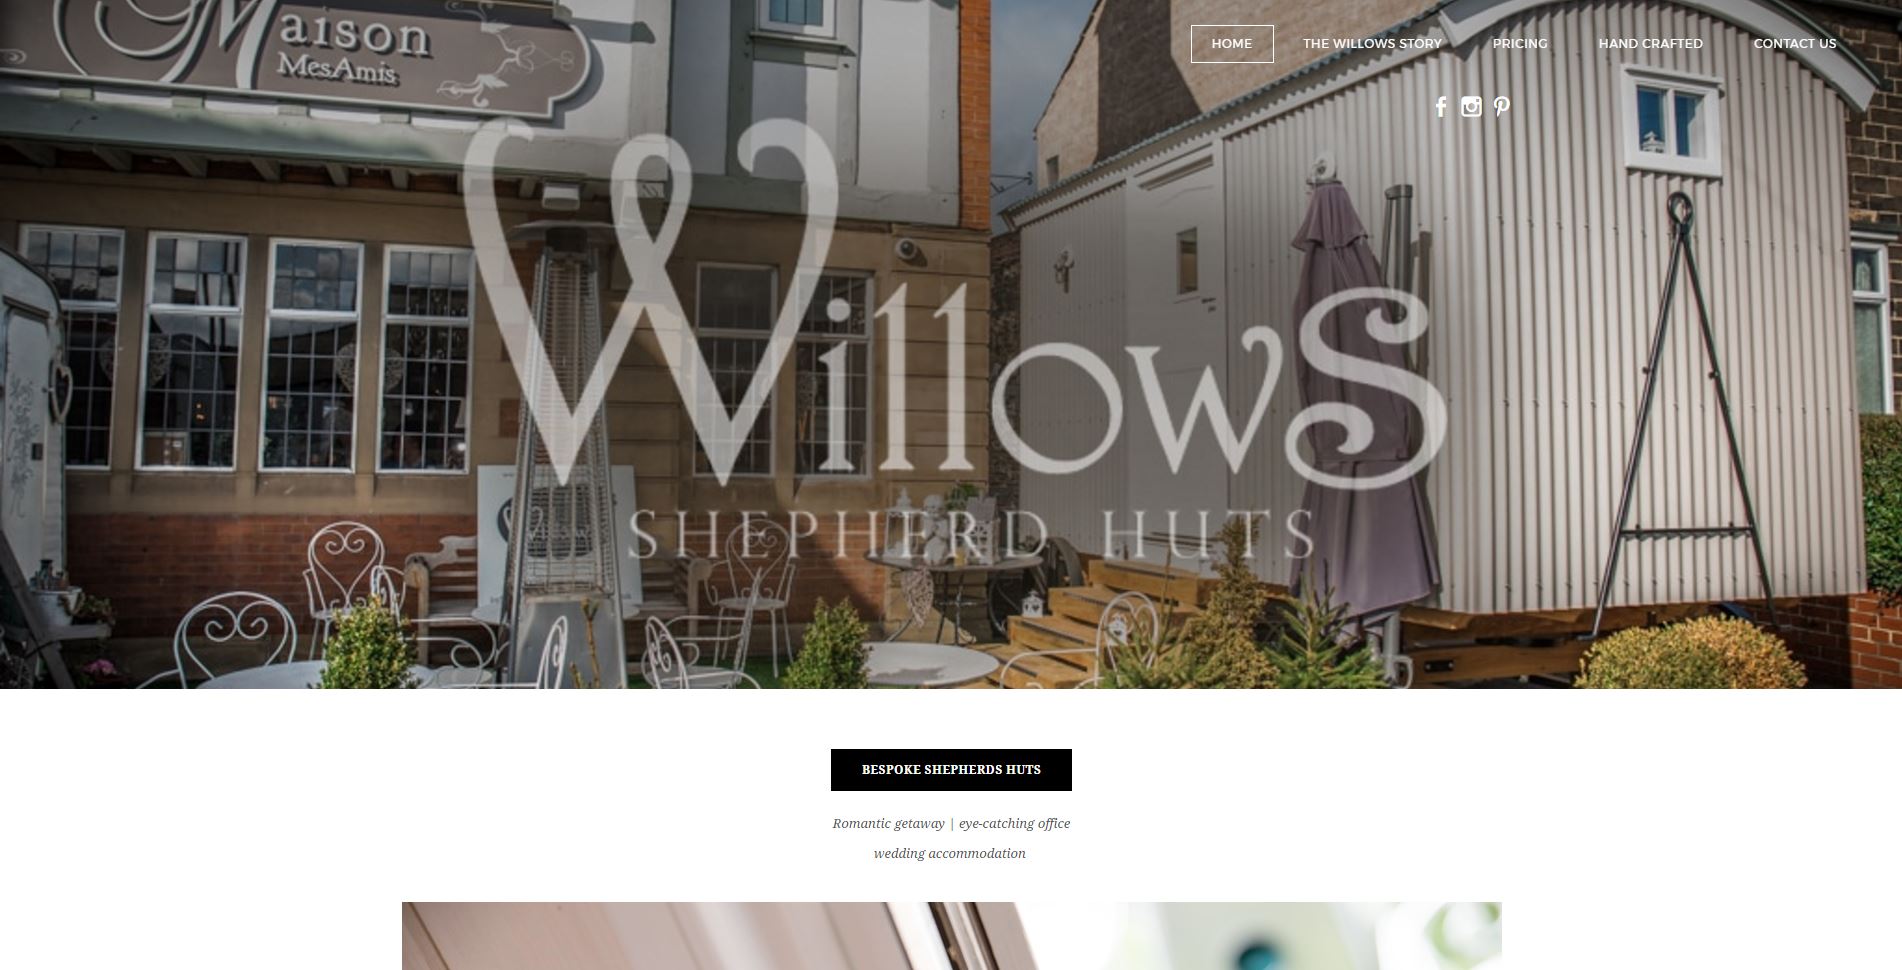 Maison
MesAmis
HOME THE WILLOWS STORY PRICING HAND CRAFTED CONTACT US
Willows
SHEPHERD HUTS
BESPOKE SHEPHERDS HUTS
Romantic getaway | eye-catching office
wedding accommodation